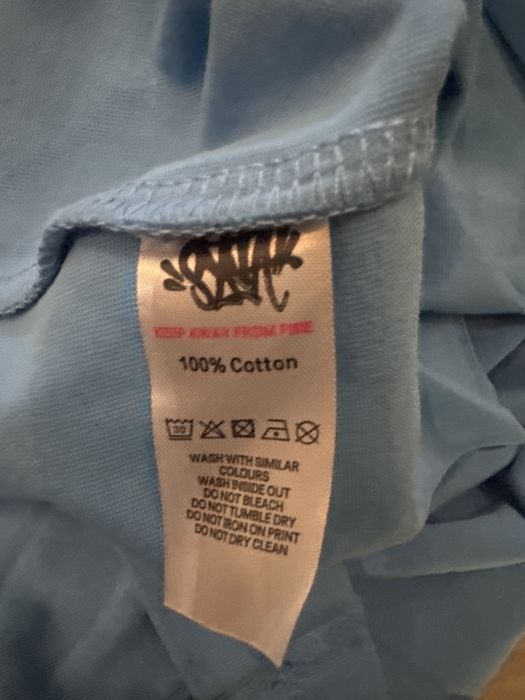 KEEP AWAY FROM FIRE
100% Cotton
30
WASH WITH SIMILAR
COLOURS
WASH INSIDE OUT
DO NOT BLEACH
DO NOT TUMBLE DRY
DO NOT IRON ON PRINT
DO NOT DRY CLEAN